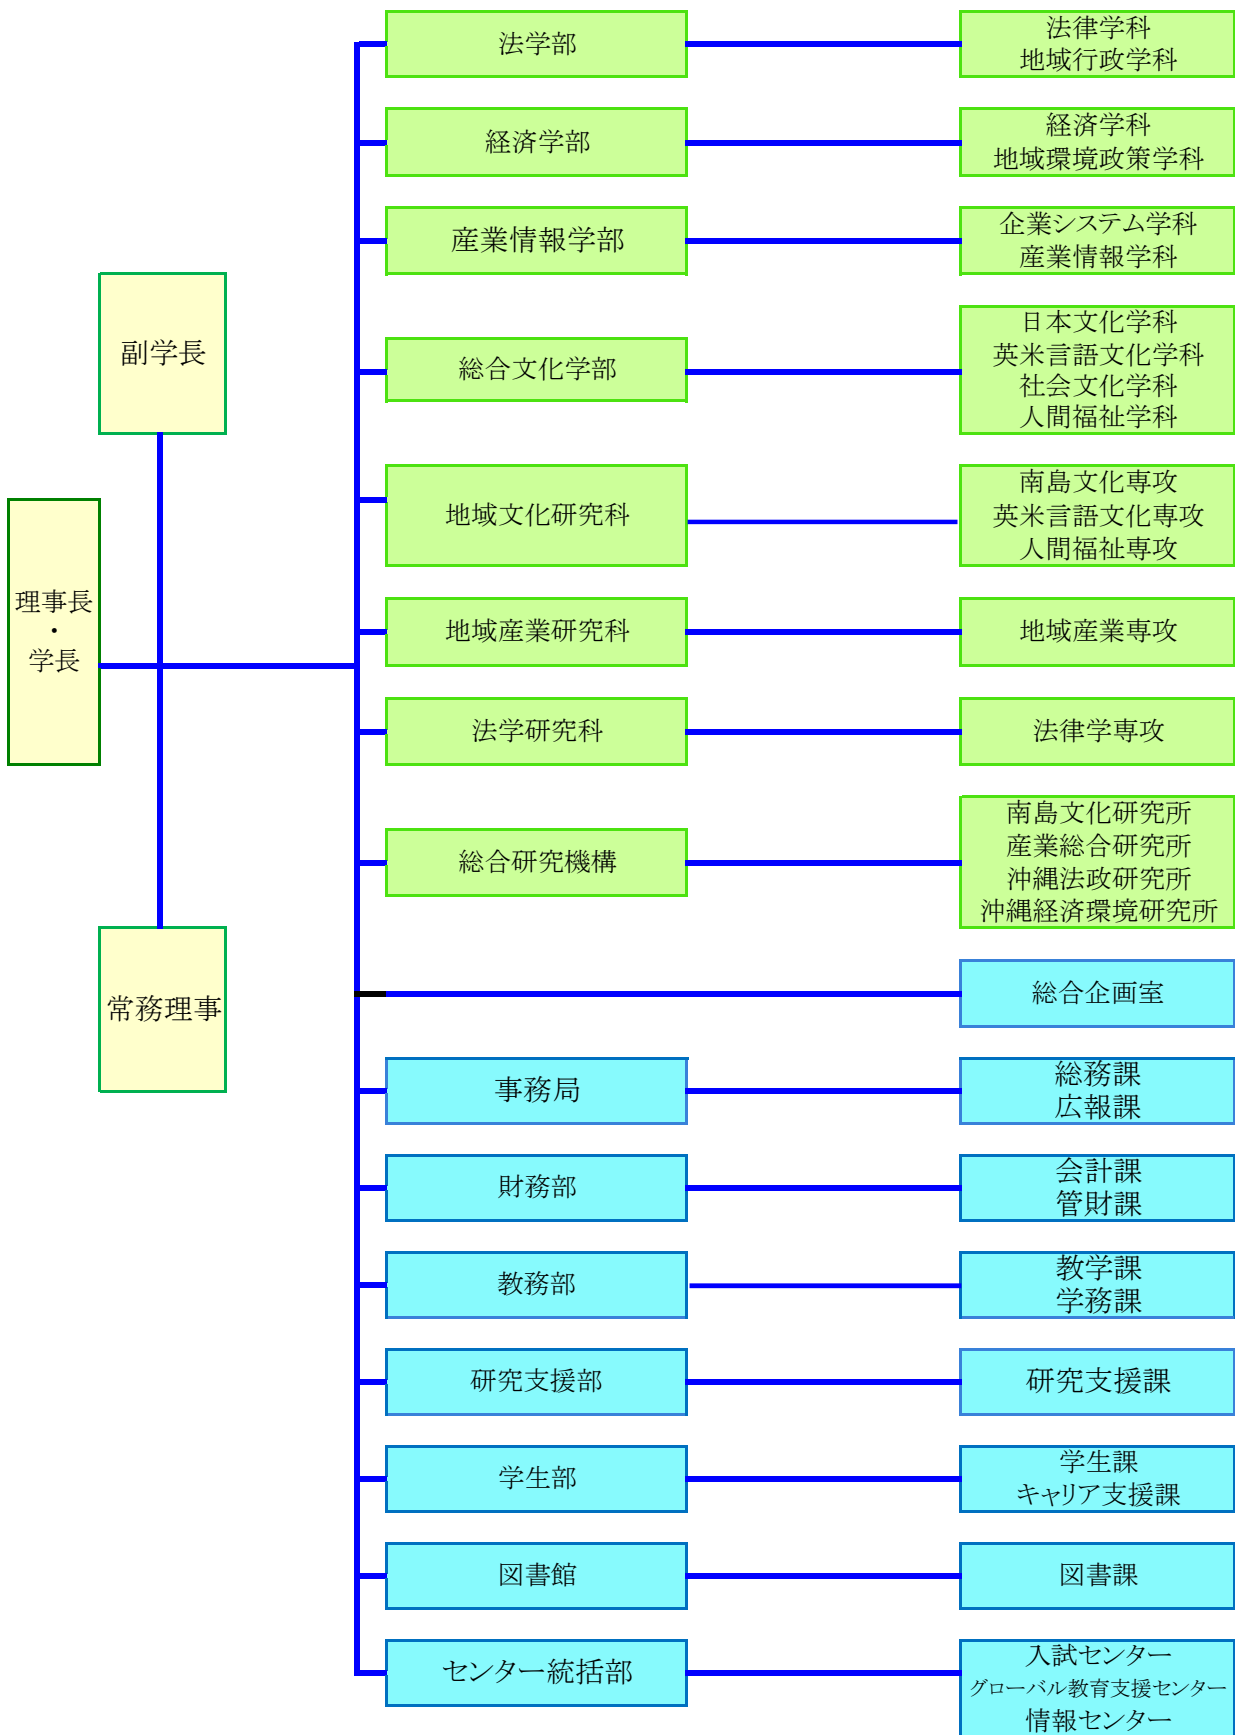 法学部
法律学科
地域行政学科
経済学部
経済学科
地域環境政策学科
産業情報学部
企業システム学科
産業情報学科
副学長
総合文化学部
日本文化学科
英米言語文化学科
社会文化学科
人間福祉学科
地域文化研究科
南島文化専攻
英米言語文化専攻
人間福祉専攻
理事長
・
学長
地域産業研究科
地域産業専攻
法学研究科
法律学専攻
総合研究機構
南島文化研究所
産業総合研究所
沖縄法政研究所
沖縄経済環境研究所
常務理事
総合企画室
事務局
総務課
広報課
財務部
会計課
管財課
教務部
教学課
学務課
研究支援部
研究支援課
学生部
学生課
キャリア支援課
図書館
図書課
センター統括部
入試センター
グローバル教育支援センター
情報センター